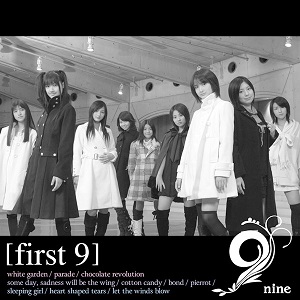 [first 9]
white garden / parade / chocolate revolution
some day, sadness will be the wing / cotton candy / bond / pierrot /
sleeping girl / heart shaped tears / let the winds blow
9
nine